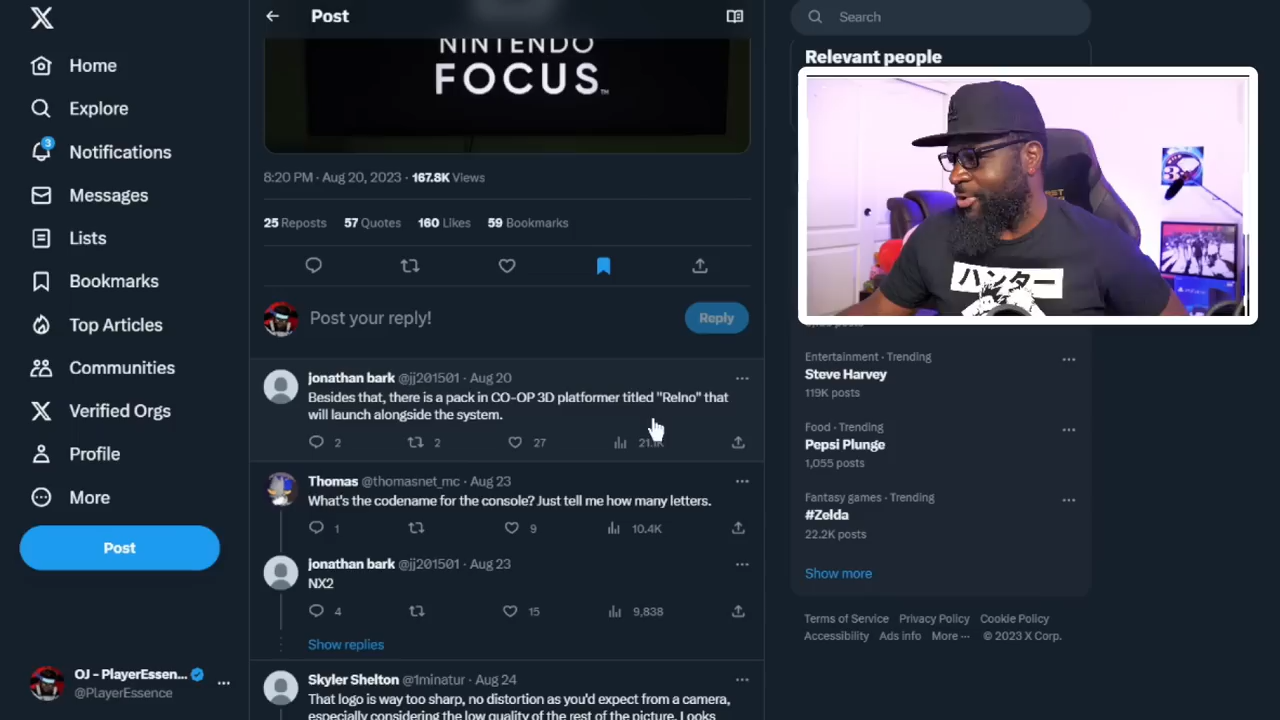 Post
Search
Home
Explore
3
Notifications
Messages
Lists
Bookmarks
Top Articles
Communities
Verified Orgs
Profile
More
Post
OJ - PlayerEssen...
@PlayerEssence
NINTENDO
FOCUS™
8:20 PM · Aug 20, 2023 · 167.8K Views
25 Reposts 57 Quotes 160 Likes 59 Bookmarks
Post your reply!
Reply
jonathan bark @jj201501 · Aug 20
Besides that, there is a pack in CO-OP 3D platformer titled "Relno" that
will launch alongside the system.
2 2 27
Thomas @thomasnet_mc · Aug 23
What's the codename for the console? Just tell me how many letters.
1 9 10.4K
jonathan bark @jj201501 · Aug 23
NX2
4 15 9,838
Show replies
Skyler Shelton @1minatur · Aug 24
That logo is way too sharp, no distortion as you'd expect from a camera,
especially considering the low quality of the rest of the picture. Looks
Relevant people
ハンター
Entertainment · Trending
Steve Harvey
119K posts
Food · Trending
Pepsi Plunge
1,055 posts
Fantasy games · Trending
#Zelda
22.2K posts
Show more
Terms of Service Privacy Policy Cookie Policy
Accessibility Ads info More ··· © 2023 X Corp.